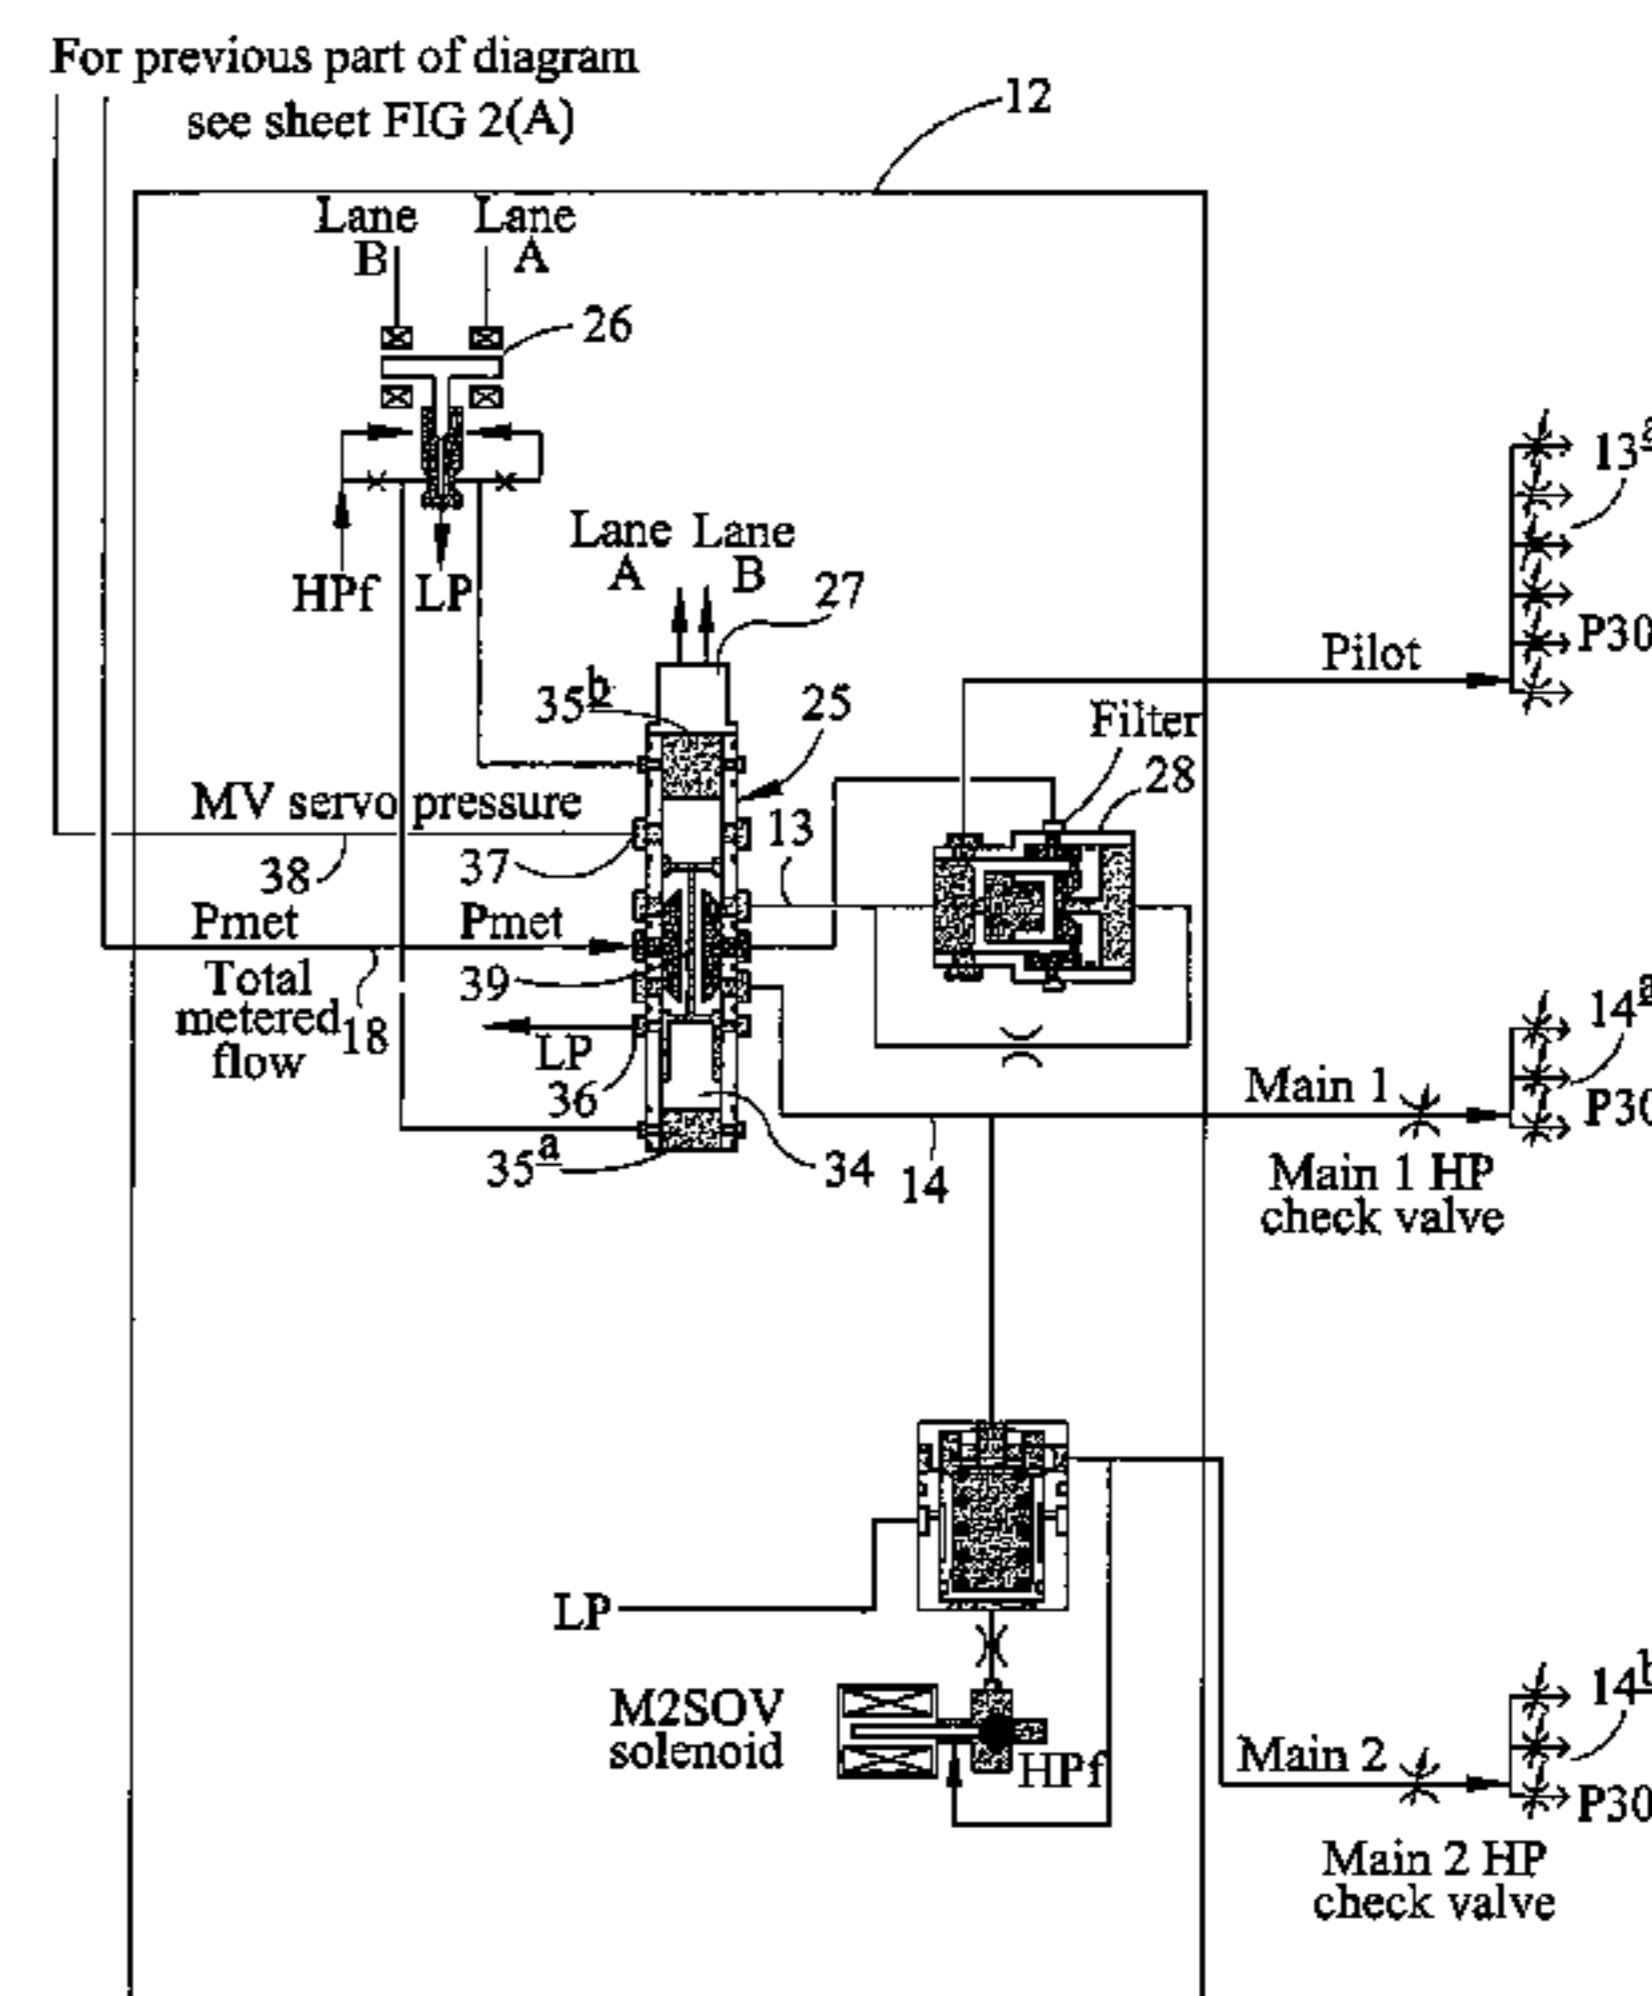 For previous part of diagram
see sheet FIG 2(A)
12
Lane B
Lane A
26
HPf
LP
Lane A
Lane B
27
35b
25
MV servo pressure
38
37
13
Filter
28
Pilot
13a
P30
Pmet
Pmet
Total
metered
flow
18
39
LP
36
35a
34
14
Main 1
14a
P30
Main 1 HP
check valve
LP
M2SOV
solenoid
HPf
Main 2
14b
P30
Main 2 HP
check valve